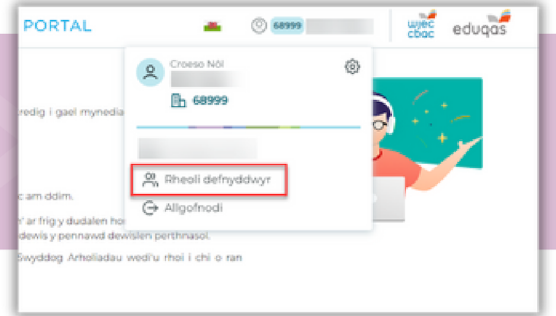 PORTAL
68999
wjec
cbac
eduqas
Croeso Nôl
68999
redig i gael mynedia
Rheoli defnyddwyr
Allgofnodi
c am ddim.
' ar frig y dudalen
dewis y pennawd dewislen perthnasol.
Swyddog Arholiadau wedi'u rhoi i chi o ran